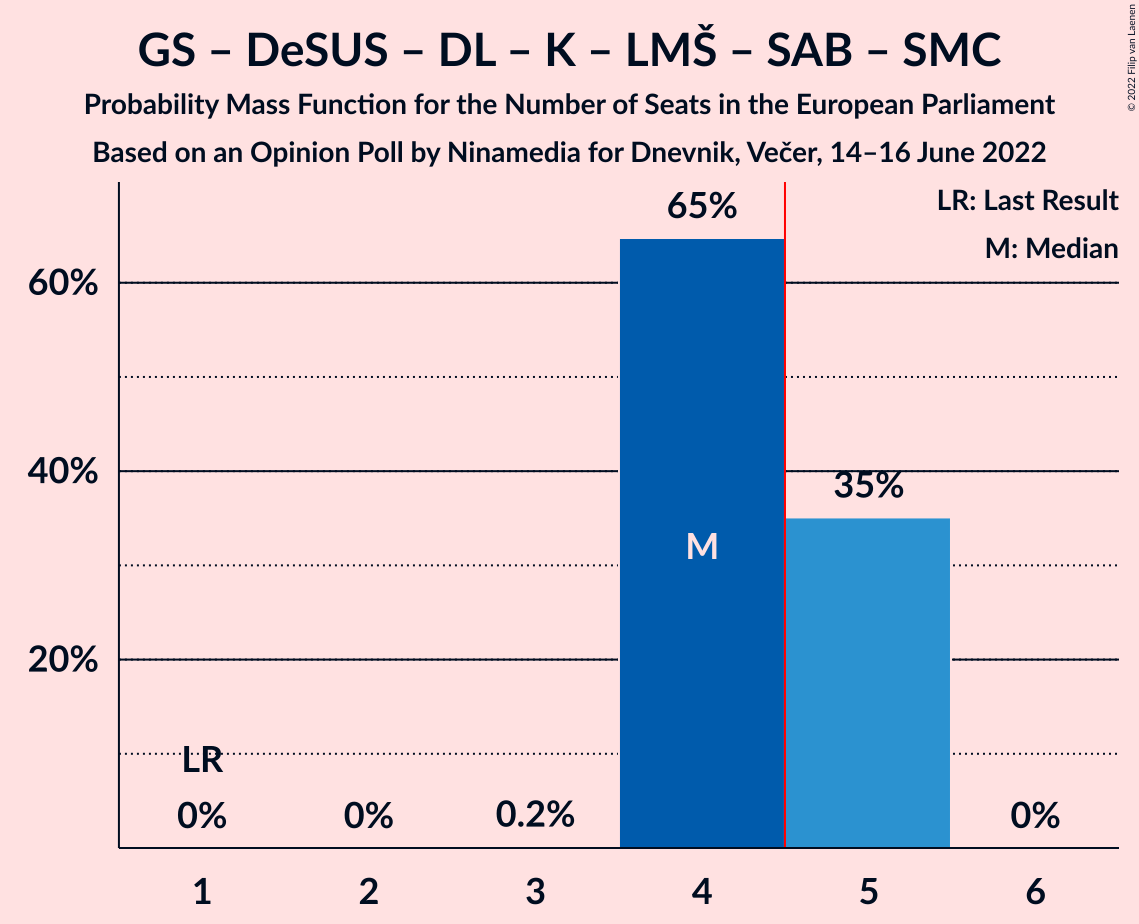 GS – DeSUS – DL – K – LMŠ – SAB – SMC
Probability Mass Function for the Number of Seats in the European Parliament
Based on an Opinion Poll by Ninamedia for Dnevnik, Večer, 14–16 June 2022
© 2022 Filip van Laenen
LR: Last Result
M: Median
65%
60%
40%
35%
M
20%
LR
0%
0%
0.2%
0%
1
2
3
4
5
6